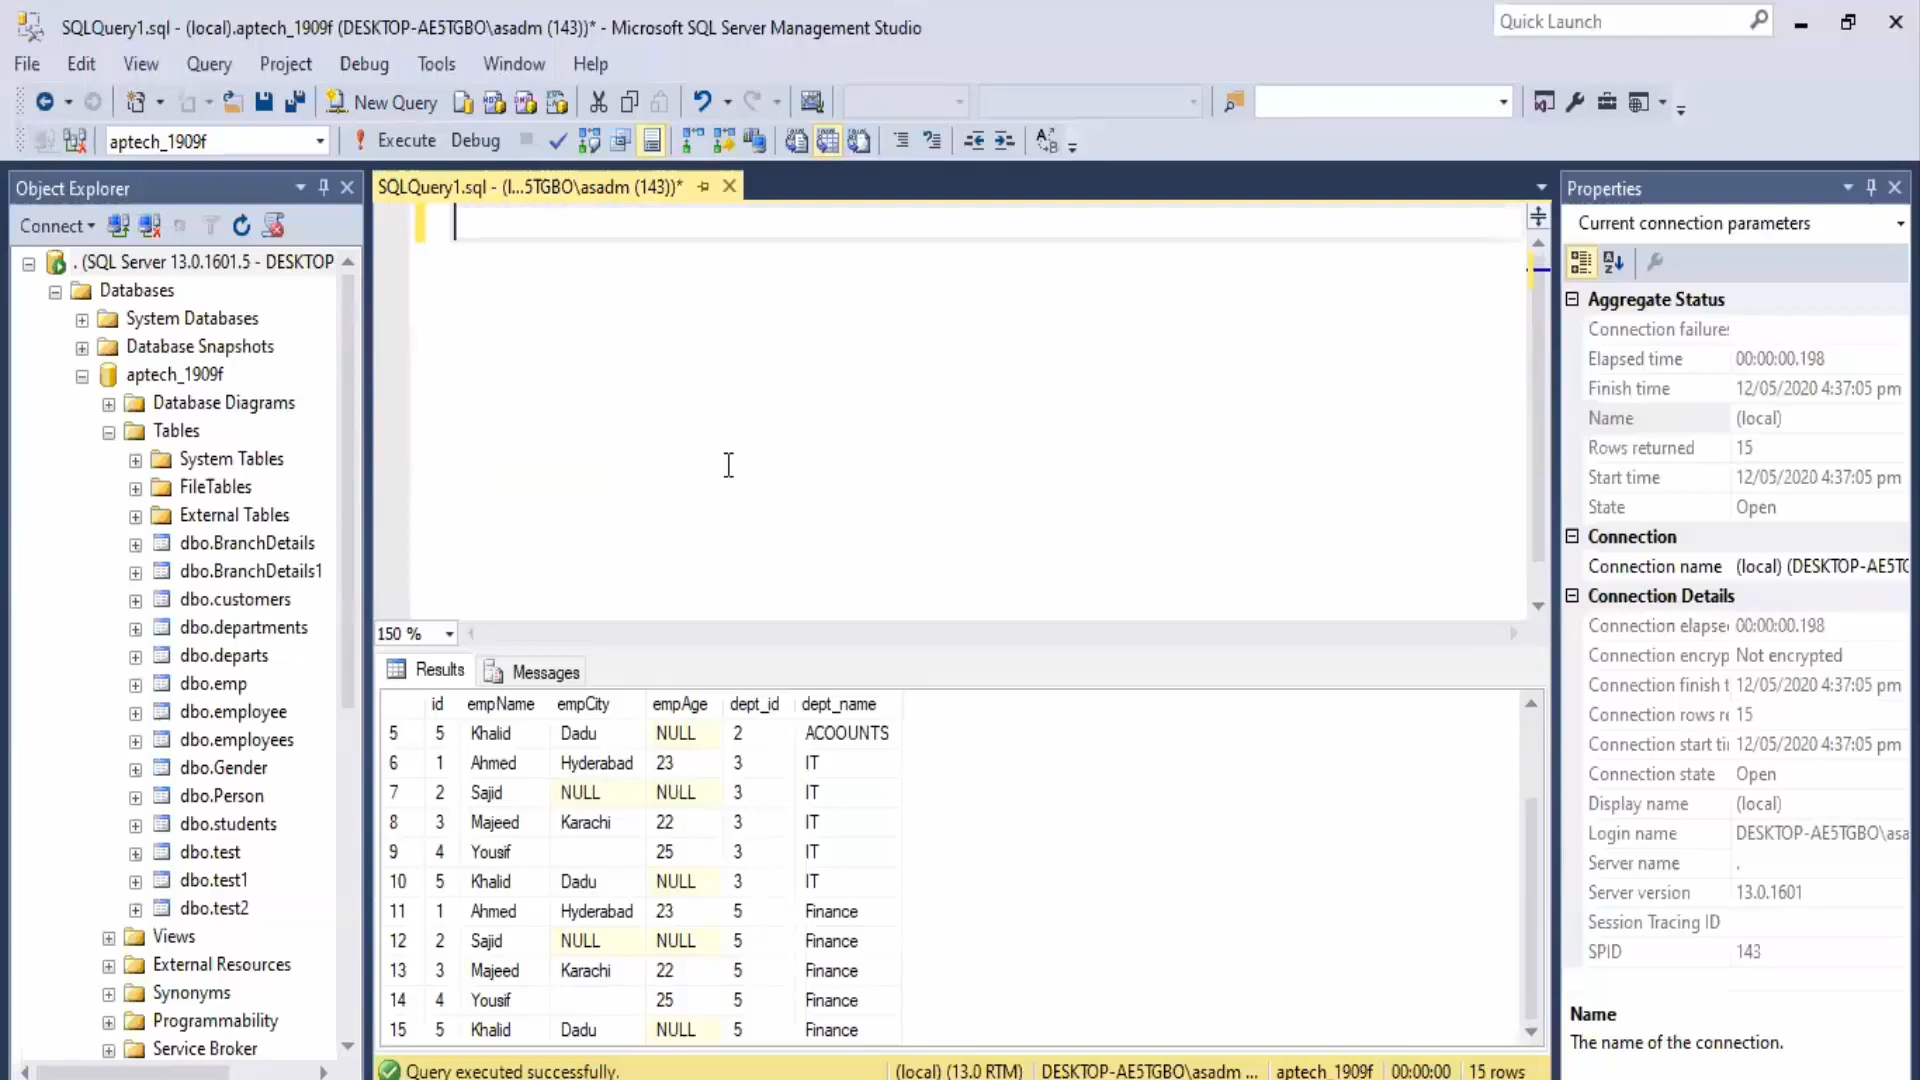 SQLQuery1.sql - (local).aptech_1909f (DESKTOP-AE5TGBO\asadm (143))* - Microsoft SQL Server Management Studio
Quick Launch
File Edit View Query Project Debug Tools Window Help
New Query
aptech_1909f Execute Debug
Object Explorer
Connect
. (SQL Server 13.0.1601.5 - DESKTOP
Databases
System Databases
Database Snapshots
aptech_1909f
Database Diagrams
Tables
System Tables
FileTables
External Tables
dbo.BranchDetails
dbo.BranchDetails1
dbo.customers
dbo.departments
dbo.departs
dbo.emp
dbo.employee
dbo.employees
dbo.Gender
dbo.Person
dbo.students
dbo.test
dbo.test1
dbo.test2
Views
External Resources
Synonyms
Programmability
Service Broker
SQLQuery1.sql - (l...5TGBO\asadm (143))*
150 %
Results Messages
id empName empCity empAge dept_id dept_name
5 5 Khalid Dadu NULL 2 ACOOUNTS
6 1 Ahmed Hyderabad 23 3 IT
7 2 Sajid NULL NULL 3 IT
8 3 Majeed Karachi 22 3 IT
9 4 Yousif 25 3 IT
10 5 Khalid Dadu NULL 3 IT
11 1 Ahmed Hyderabad 23 5 Finance
12 2 Sajid NULL NULL 5 Finance
13 3 Majeed Karachi 22 5 Finance
14 4 Yousif 25 5 Finance
15 5 Khalid Dadu NULL 5 Finance
Query executed successfully. (local) (13.0 RTM) DESKTOP-AE5TGBO\asadm ... aptech_1909f 00:00:00 15 rows
Properties
Current connection parameters
Aggregate Status
Connection failures
Elapsed time 00:00:00.198
Finish time 12/05/2020 4:37:05 pm
Name (local)
Rows returned 15
Start time 12/05/2020 4:37:05 pm
State Open
Connection
Connection name (local) (DESKTOP-AE5TG
Connection Details
Connection elapse 00:00:00.198
Connection encryp Not encrypted
Connection finish t 12/05/2020 4:37:05 pm
Connection rows re 15
Connection start ti 12/05/2020 4:37:05 pm
Connection state Open
Display name (local)
Login name DESKTOP-AE5TGBO\asa
Server name .
Server version 13.0.1601
Session Tracing ID
SPID 143
Name
The name of the connection.